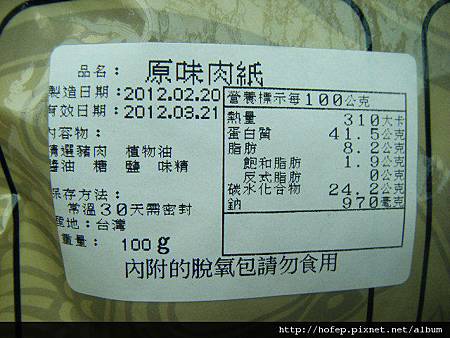 品名： 原味肉紙
製造日期：2012.02.20
有效日期：2012.03.21
內容物：
精選豬肉 植物油
醬油 糖 鹽 味精
保存方法：
常溫30天需密封
產地：台灣
重量： 100g
營養標示每100公克
熱量 310大卡
蛋白質 41.5公克
脂肪 8.2公克
飽和脂肪 1.9公克
反式脂肪 0公克
碳水化合物 24.2公克
鈉 970毫克
內附的脫氧包請勿食用
http://hofep.pixnet.net/album